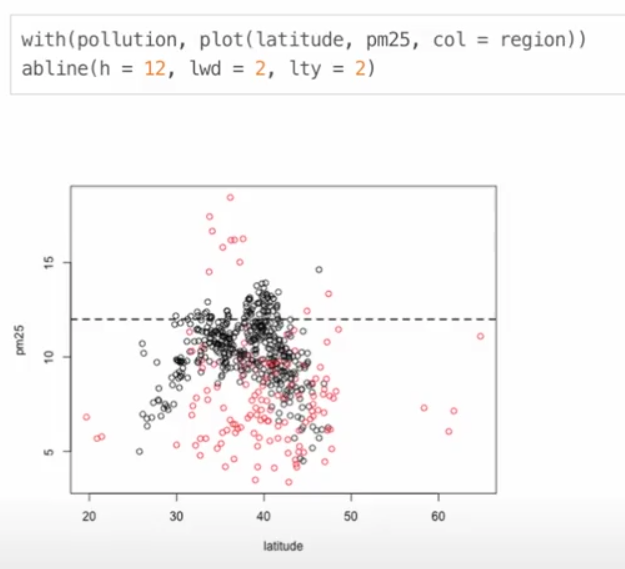 with(pollution, plot(latitude, pm25, col = region))
abline(h = 12, lwd = 2, lty = 2)
15
10
5
pm25
20 30 40 50 60
latitude